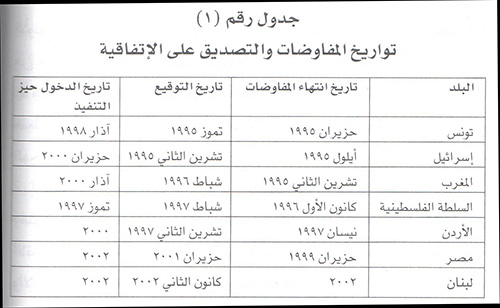 جدول رقم (١)
تواريخ المفاوضات والتصديق على الإتفاقية
البلد تاريخ انتهاء المفاوضات تاريخ التوقيع تاريخ الدخول حيز
التنفيذ
تونس حزيران ١٩٩٥ تموز ١٩٩٥ آذار ١٩٩٨
إسرائيل أيلول ١٩٩٥ تشرين الثاني ١٩٩٥ حزيران ٢٠٠٠
المغرب تشرين الثاني ١٩٩٥ شباط ١٩٩٦ آذار ٢٠٠٠
السلطة الفلسطينية كانون الأول ١٩٩٦ شباط ١٩٩٧ تموز ١٩٩٧
الأردن نيسان ١٩٩٧ تشرين الثاني ١٩٩٧ ٢٠٠٠
مصر حزيران ١٩٩٩ حزيران ٢٠٠١ ٢٠٠٢
لبنان ٢٠٠٢ كانون الثاني ٢٠٠٢ ٢٠٠٢